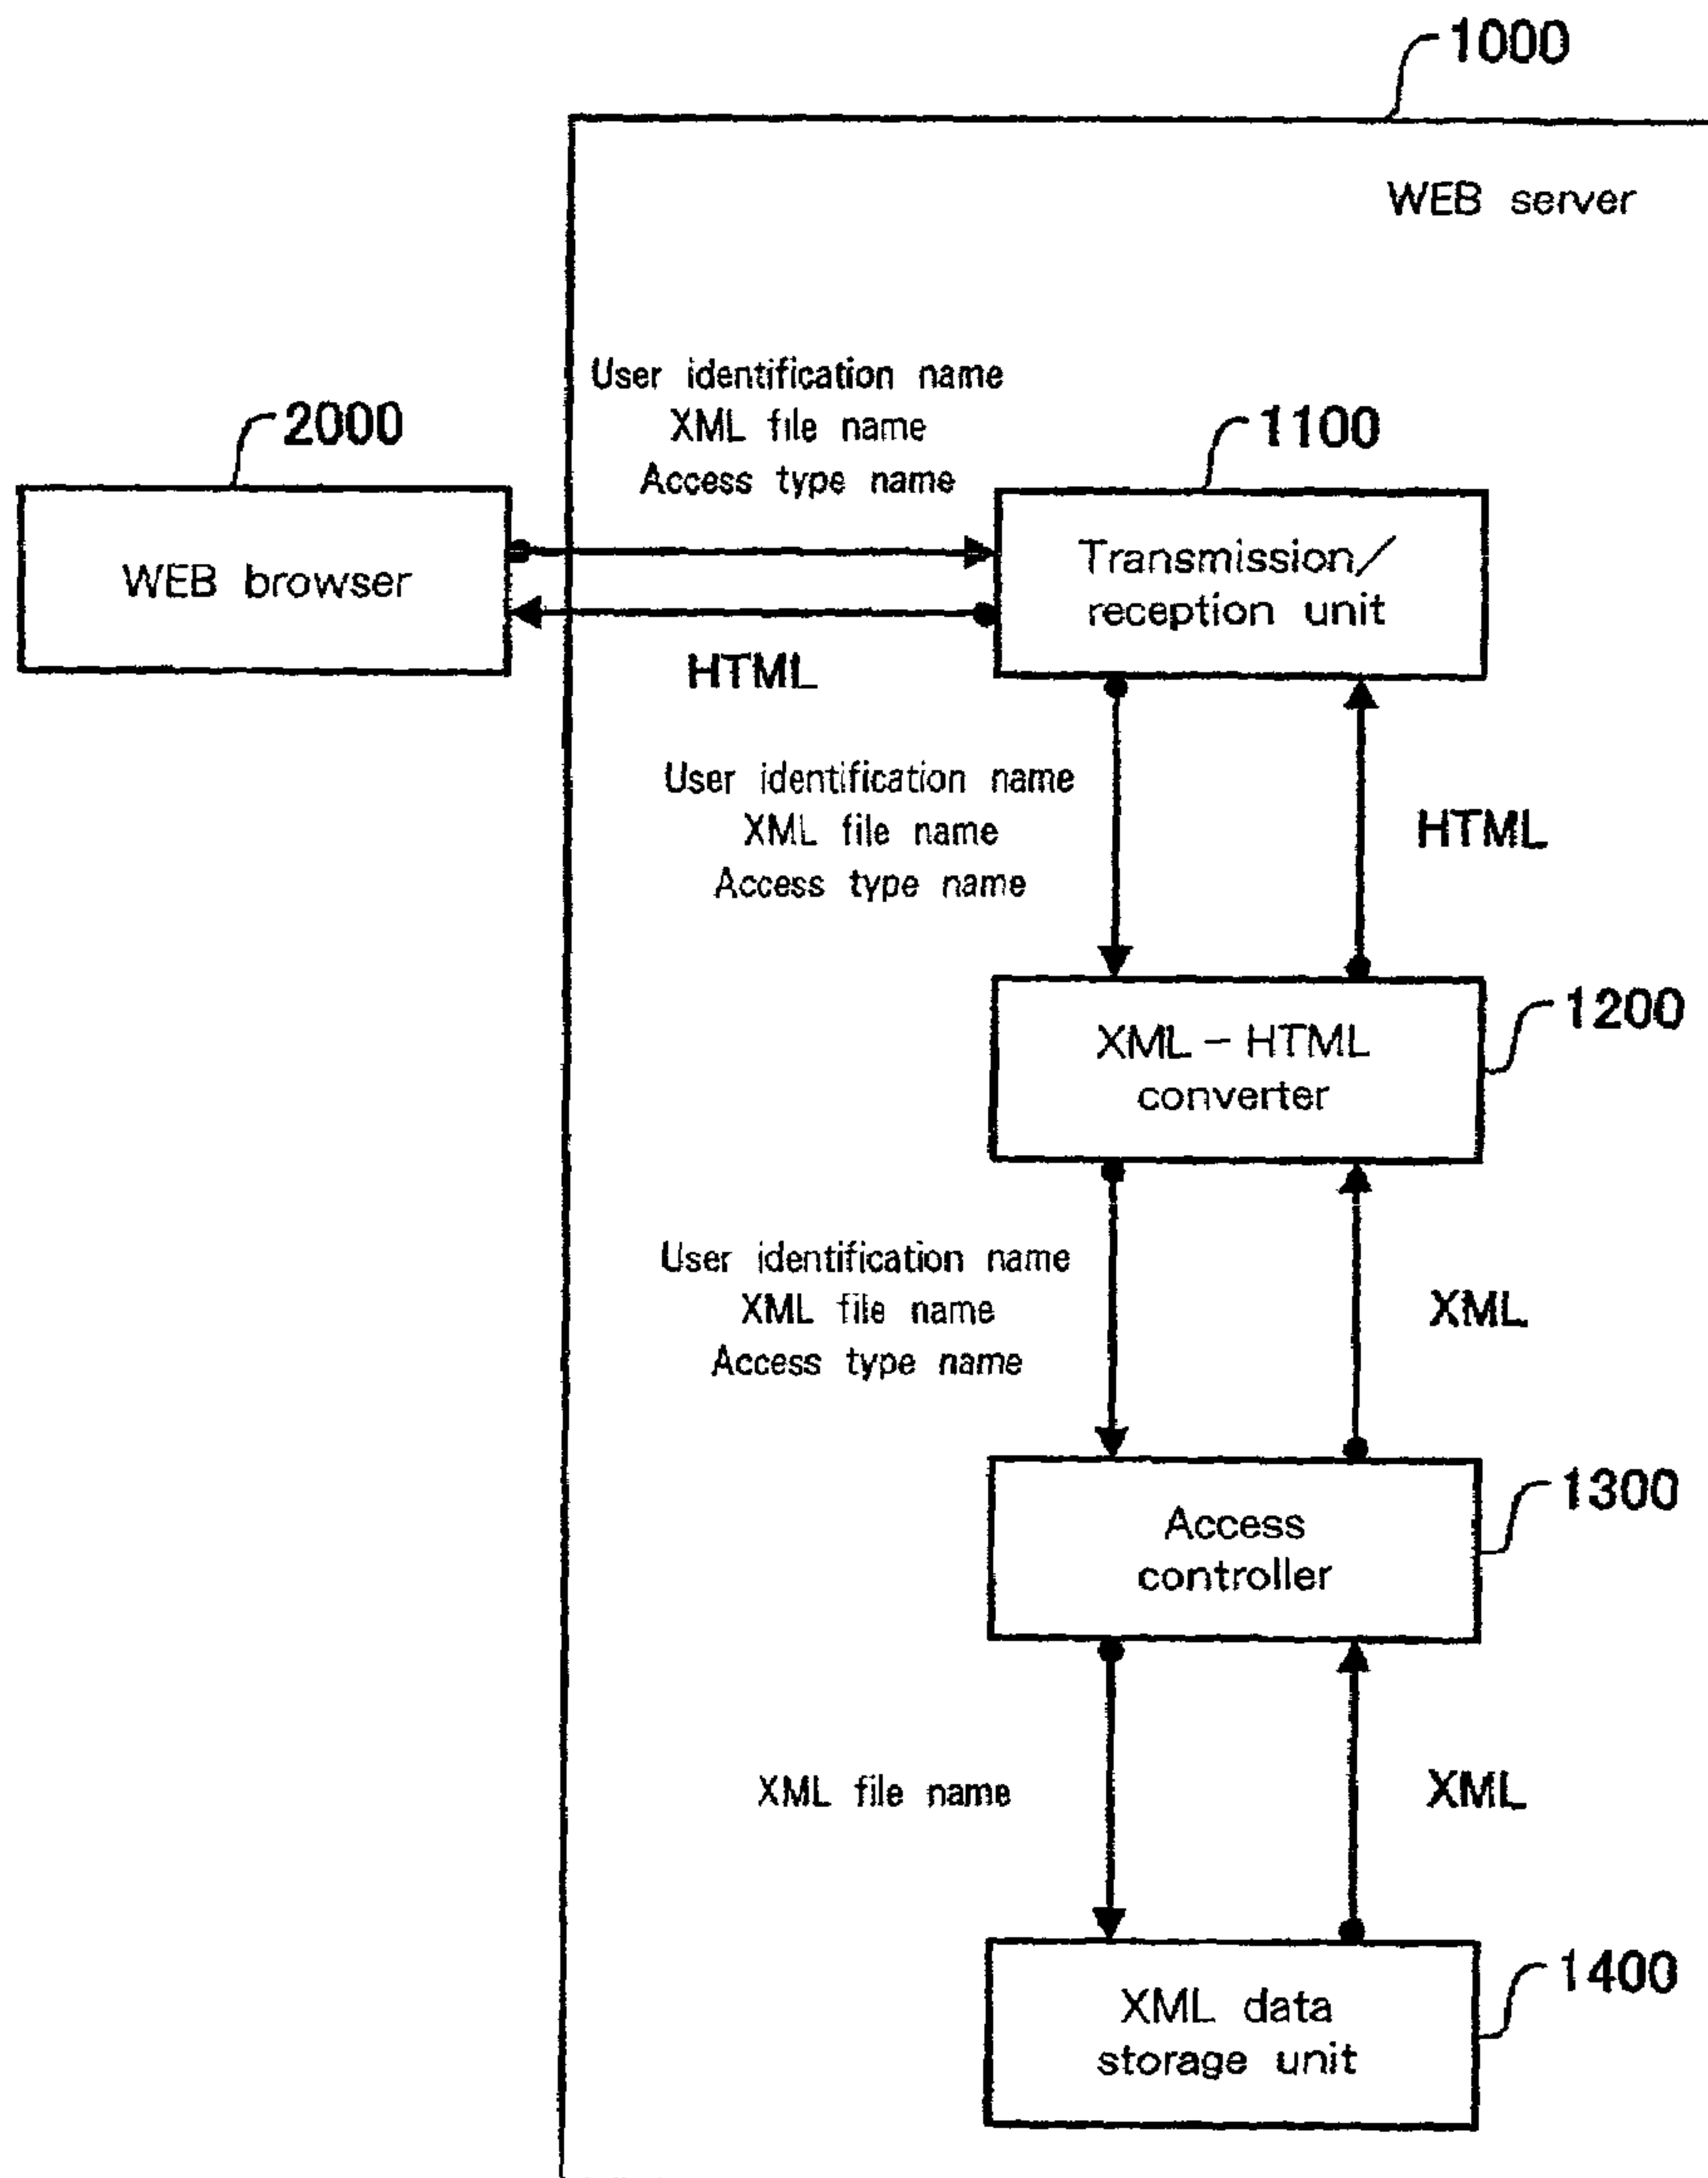 1000
WEB server
User identification name
XML file name
Access type name
2000
1100
WEB browser
Transmission/
reception unit
HTML
User identification name
XML file name
Access type name
HTML
1200
XML - HTML
converter
User identification name
XML file name
Access type name
XML
1300
Access
controller
XML file name
XML
1400
XML data
storage unit